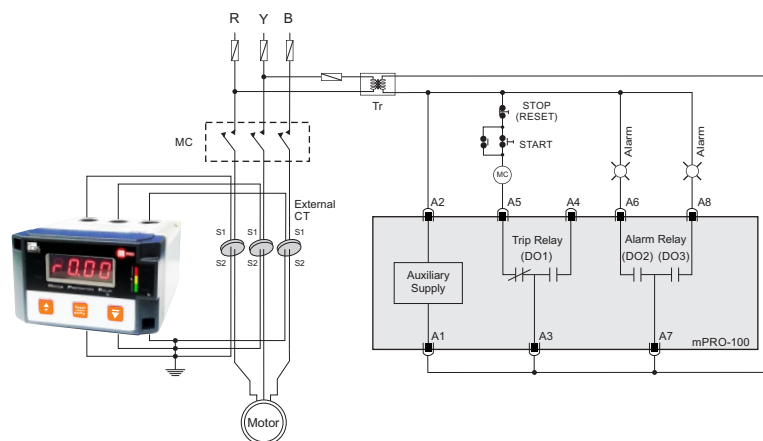 R Y B
Tr
STOP
(RESET)
START
MC
MC
Alarm
Alarm
A2 A5 A4 A6 A8
External
CT
S1 S1 S1
S2 S2 S2
r0.00
Trip Relay
(DO1)
Alarm Relay
(DO2) (DO3)
Auxiliary
Supply
A1 A3 A7
mPRO-100
Motor